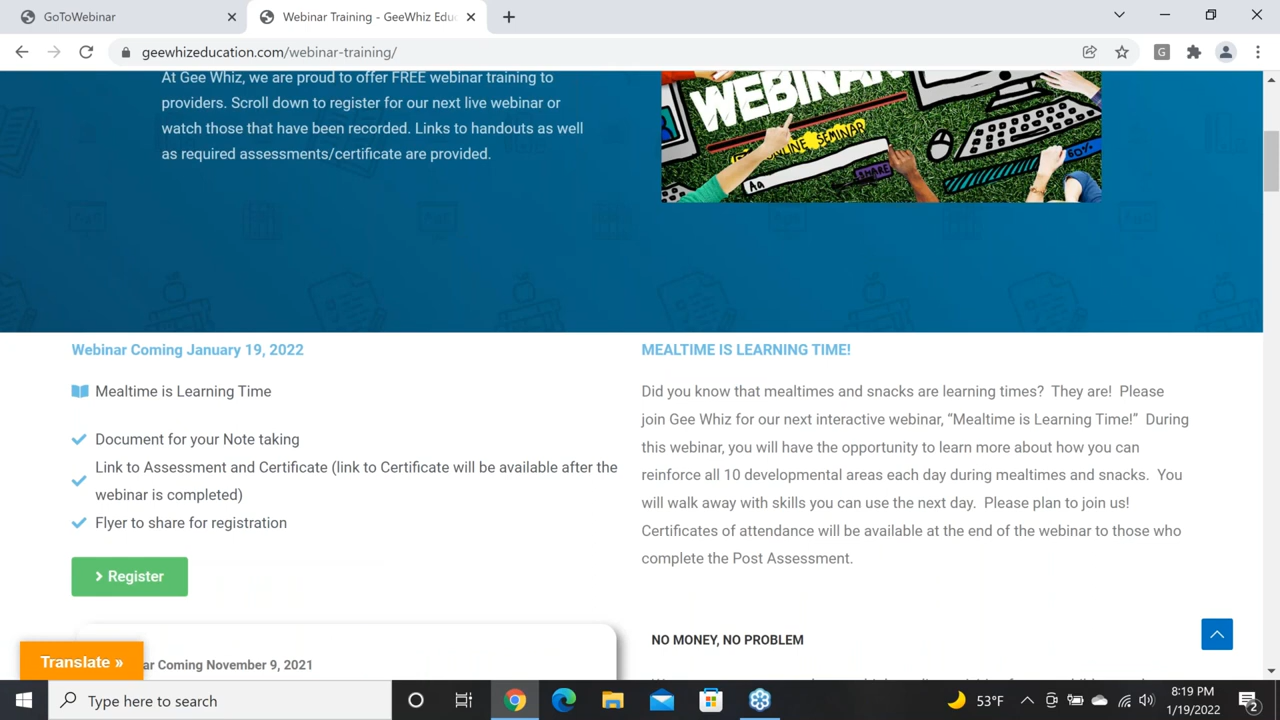 GoToWebinar
Webinar Training - GeeWhiz Educ
geewhizeducation.com/webinar-training/
At Gee Whiz, we are proud to offer FREE webinar training to
providers. Scroll down to register for our next live webinar or
watch those that have been recorded. Links to handouts as well
as required assessments/certificate are provided.
WEBINAR
ONLINE SEMINAR
Aa
SHARE
60%
Webinar Coming January 19, 2022
Mealtime is Learning Time
Document for your Note taking
Link to Assessment and Certificate (link to Certificate will be available after the
webinar is completed)
Flyer to share for registration
Register
MEALTIME IS LEARNING TIME!
Did you know that mealtimes and snacks are learning times? They are! Please
join Gee Whiz for our next interactive webinar, “Mealtime is Learning Time!” During
this webinar, you will have the opportunity to learn more about how you can
reinforce all 10 developmental areas each day during mealtimes and snacks. You
will walk away with skills you can use the next day. Please plan to join us!
Certificates of attendance will be available at the end of the webinar to those who
complete the Post Assessment.
NO MONEY, NO PROBLEM
ar Coming November 9, 2021
Translate »
Type here to search
53°F
8:19 PM
1/19/2022
2